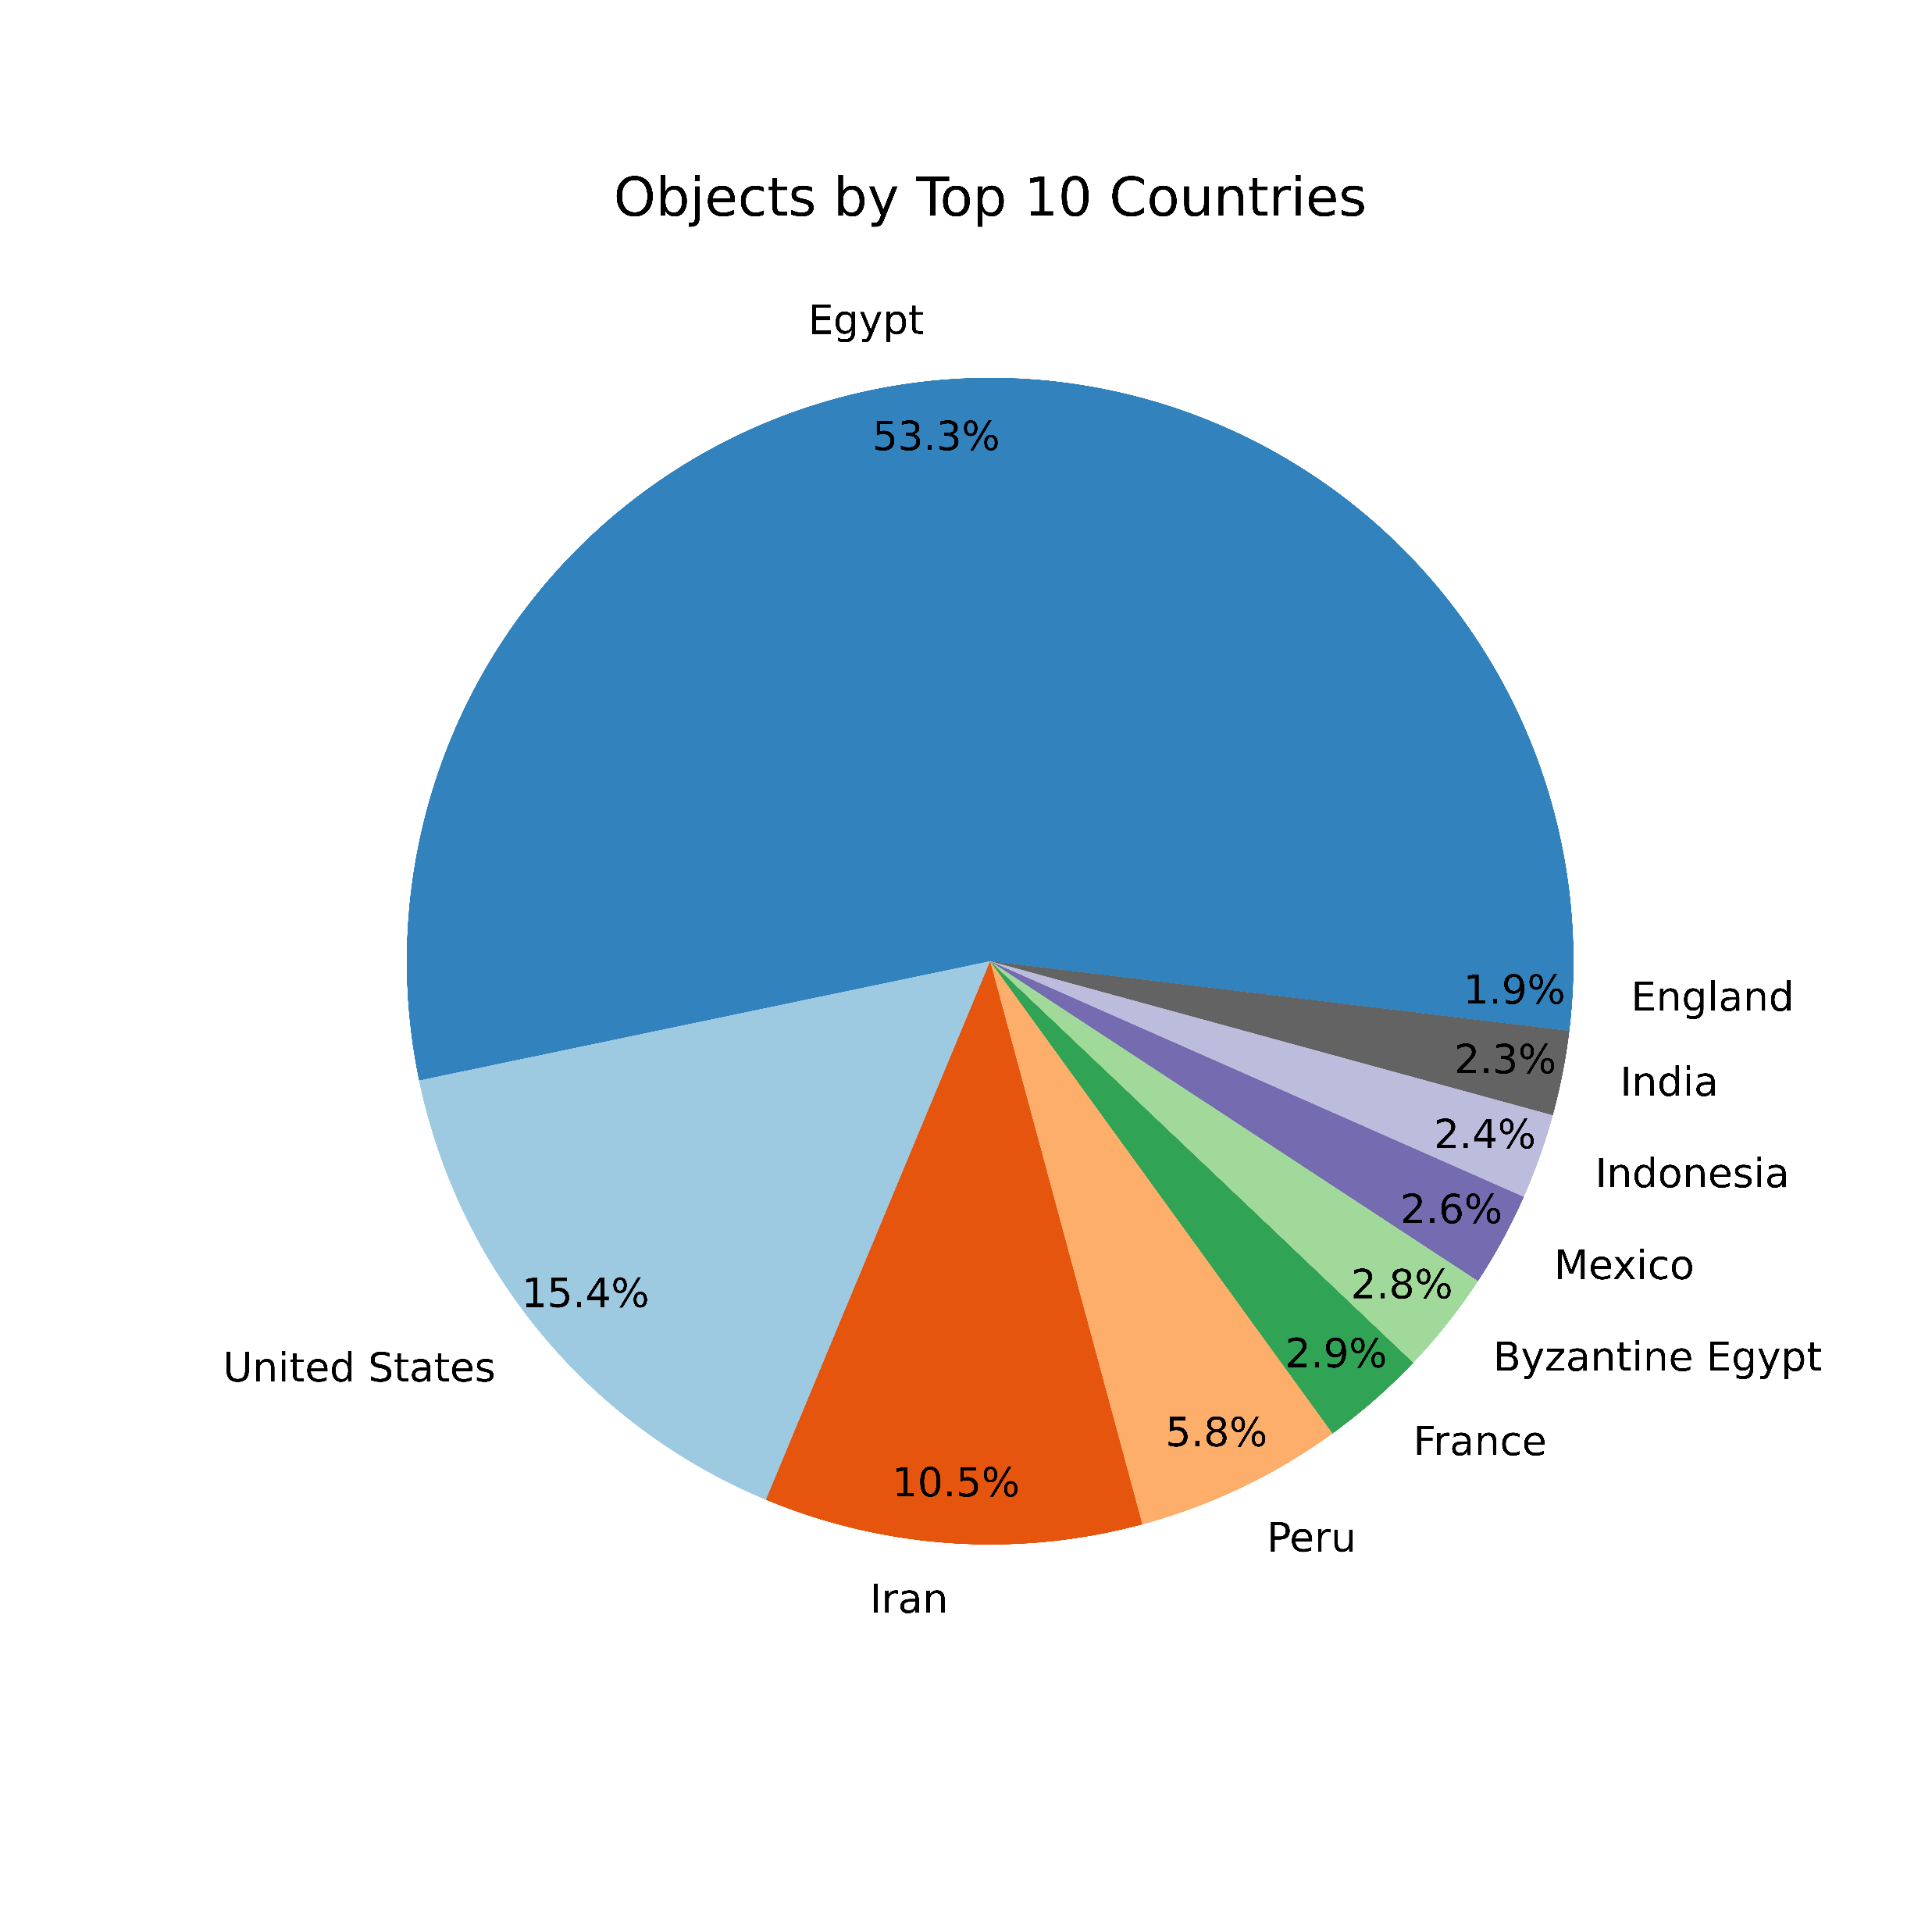 Objects by Top 10 Countries
Egypt
53.3%
1.9%
England
2.3%
India
2.4%
Indonesia
2.6%
Mexico
2.8%
Byzantine Egypt
2.9%
France
5.8%
Peru
10.5%
Iran
15.4%
United States